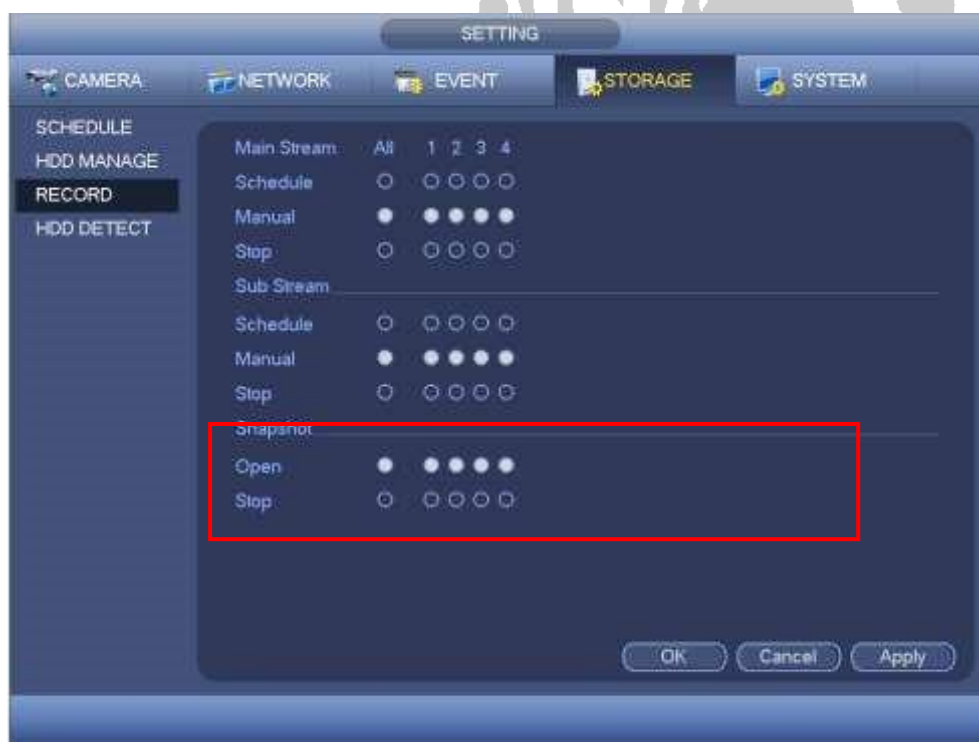 SETTING
CAMERA NETWORK EVENT STORAGE SYSTEM
SCHEDULE
HDD MANAGE
RECORD
HDD DETECT
Main Stream All 1 2 3 4
Schedule
Manual
Stop
Sub Stream
Schedule
Manual
Stop
Snapshot
Open
Stop
OK Cancel Apply